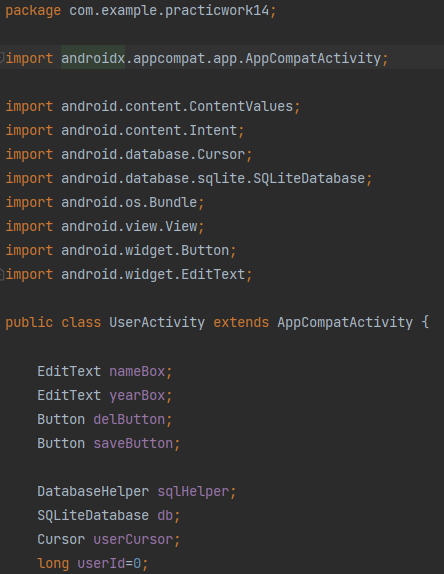 package com.example.practicwork14;
import androidx.appcompat.app.AppCompatActivity;
import android.content.ContentValues;
import android.content.Intent;
import android.database.Cursor;
import android.database.sqlite.SQLiteDatabase;
import android.os.Bundle;
import android.view.View;
import android.widget.Button;
import android.widget.EditText;
public class UserActivity extends AppCompatActivity {
EditText nameBox;
EditText yearBox;
Button delButton;
Button saveButton;
DatabaseHelper sqlHelper;
SQLiteDatabase db;
Cursor userCursor;
long userId=0;